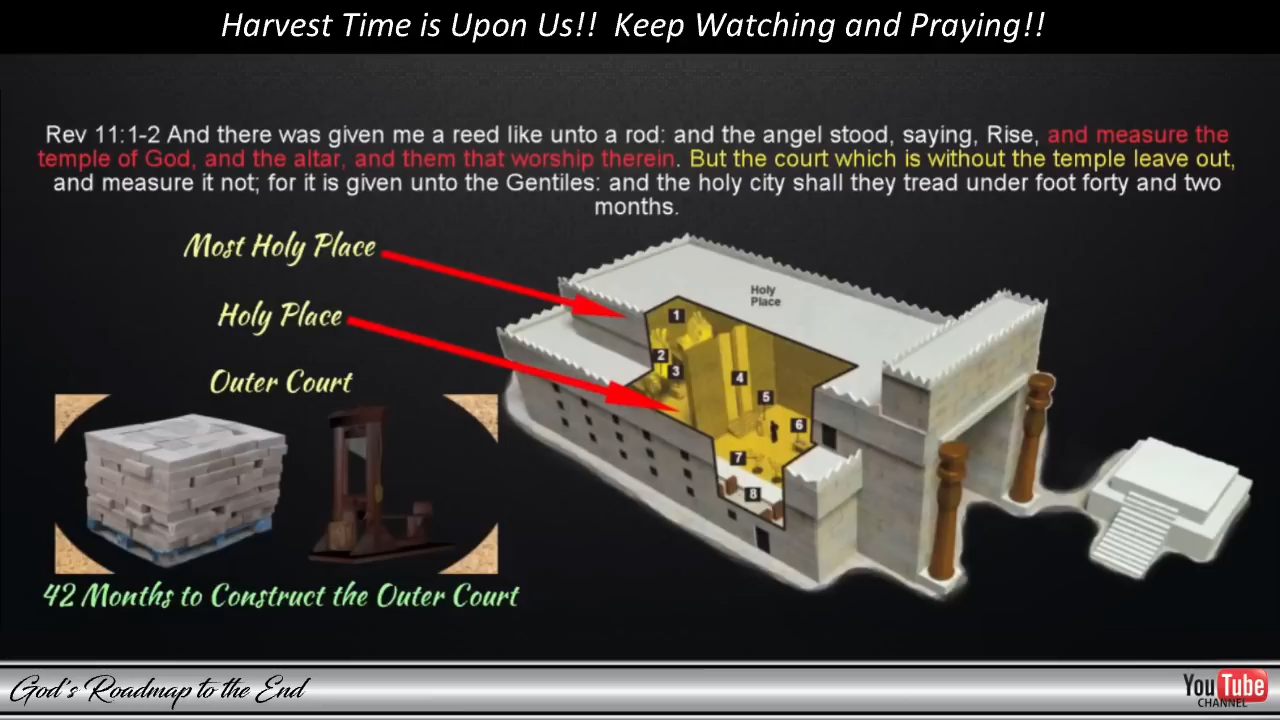 Harvest Time is Upon Us!!  Keep Watching and Praying!!
Rev 11:1-2 And there was given me a reed like unto a rod: and the angel stood, saying, Rise, and measure the
temple of God, and the altar, and them that worship therein. But the court which is without the temple leave out,
and measure it not; for it is given unto the Gentiles: and the holy city shall they tread under foot forty and two
months.
Most Holy Place
Holy Place
Outer Court
42 Months to Construct the Outer Court
Holy
Place
1
2
3
4
5
6
7
8
God's Roadmap to the End
YouTube
CHANNEL